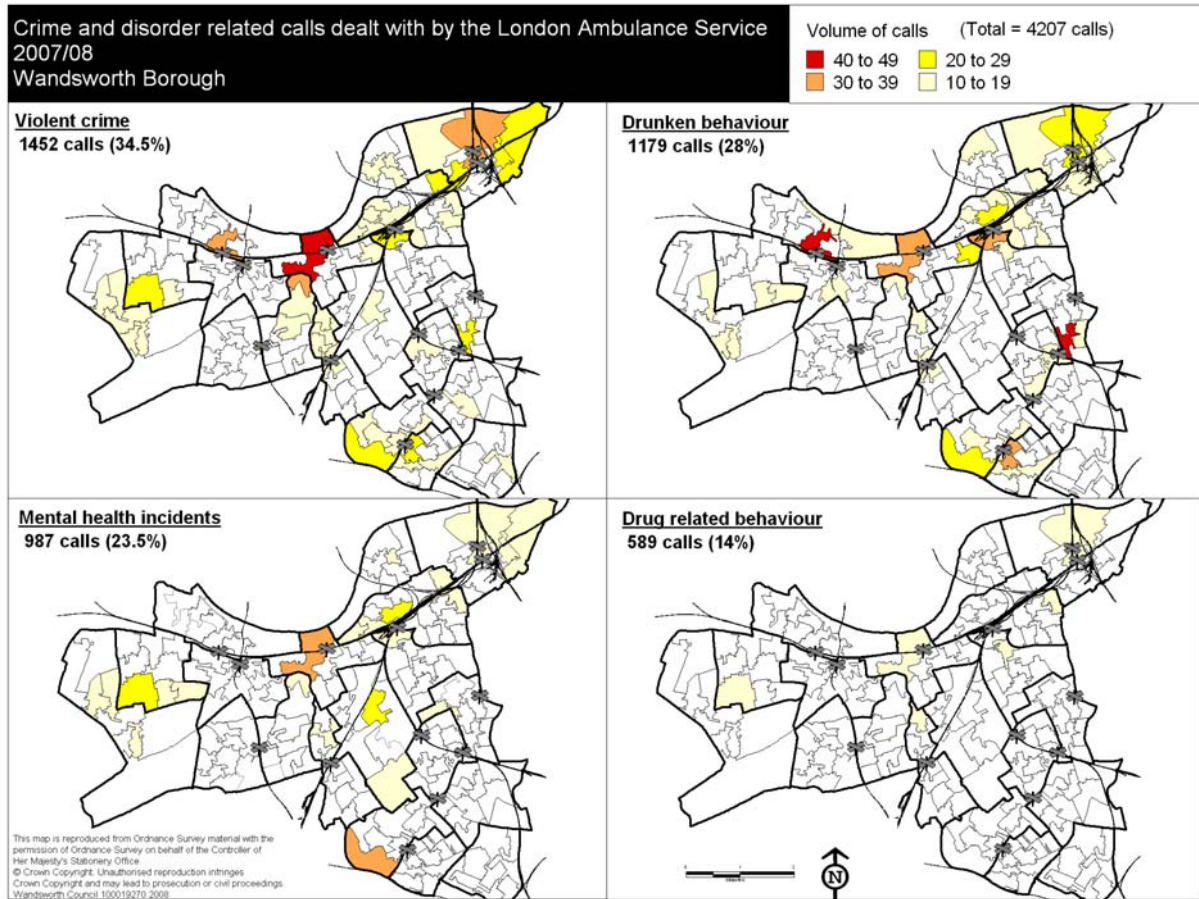 Crime and disorder related calls dealt with by the London Ambulance Service
2007/08
Wandsworth Borough
Volume of calls (Total = 4207 calls)
40 to 49 20 to 29
30 to 39 10 to 19
Violent crime
1452 calls (34.5%)
Drunken behaviour
1179 calls (28%)
Mental health incidents
987 calls (23.5%)
Drug related behaviour
589 calls (14%)
This map is reproduced from Ordnance Survey material with the
permission of Ordnance Survey on behalf of the Controller of
Her Majesty's Stationery Office.
© Crown Copyright. Unauthorised reproduction infringes
Crown Copyright and may lead to prosecution or civil proceedings.
Wandsworth Council 100019270 2008
N